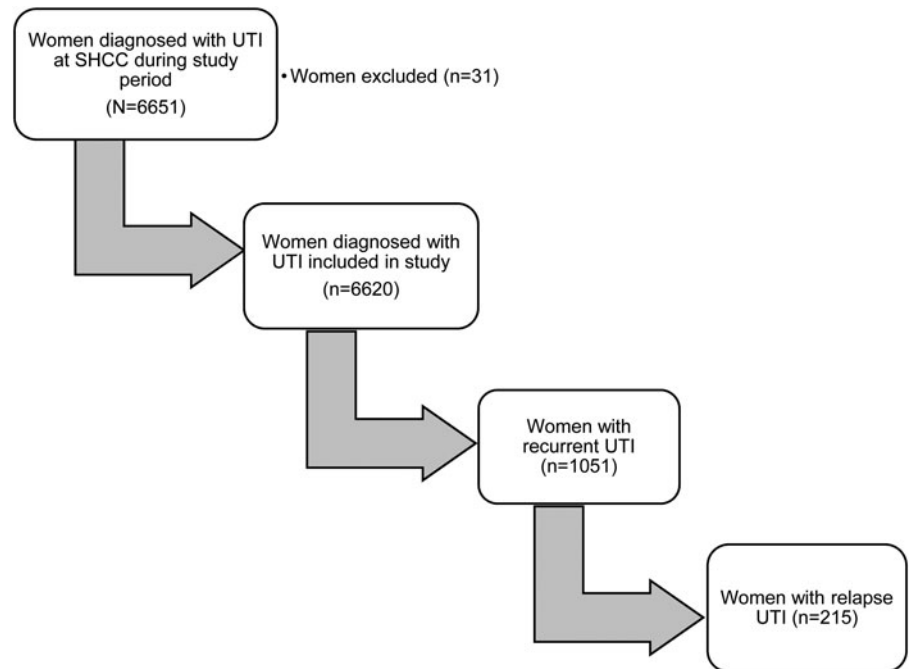 Women diagnosed with UTI
at SHCC during study
period
(N=6651)
•Women excluded (n=31)
Women diagnosed with
UTI included in study
(n=6620)
Women with
recurrent UTI
(n=1051)
Women with relapse
UTI (n=215)